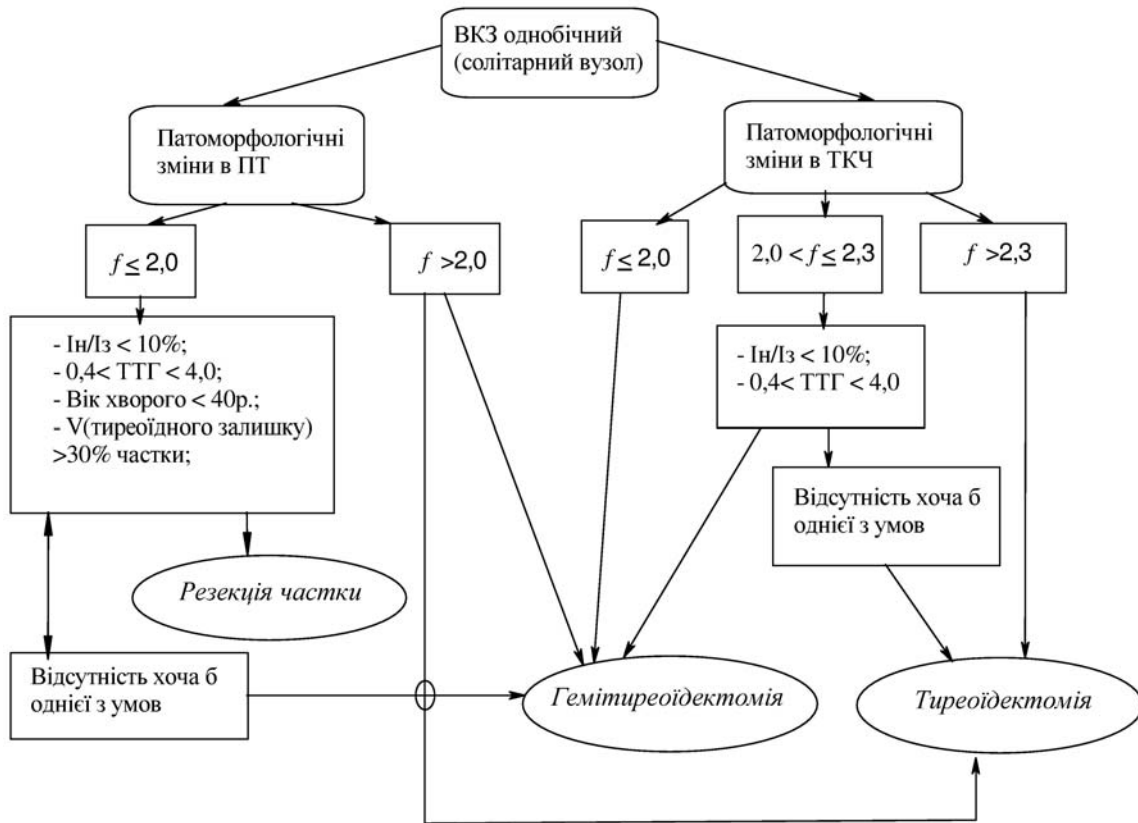 ВКЗ однобічний
(солітарний вузол)
Патоморфологічні
зміни в ПТ
Патоморфологічні
зміни в ТКЧ
f ≤ 2,0
f >2,0
f ≤ 2,0
2,0 < f ≤ 2,3
f >2,3
- Ін/Із < 10%;
- 0,4< ТТГ < 4,0;
- Вік хворого < 40р.;
- V(тиреоїдного залишку)
>30% частки;
- Ін/Із < 10%;
- 0,4< ТТГ < 4,0
Відсутність хоча б
однієї з умов
Резекція частки
Відсутність хоча б
однієї з умов
Гемітиреоїдектомія
Тиреоїдектомія